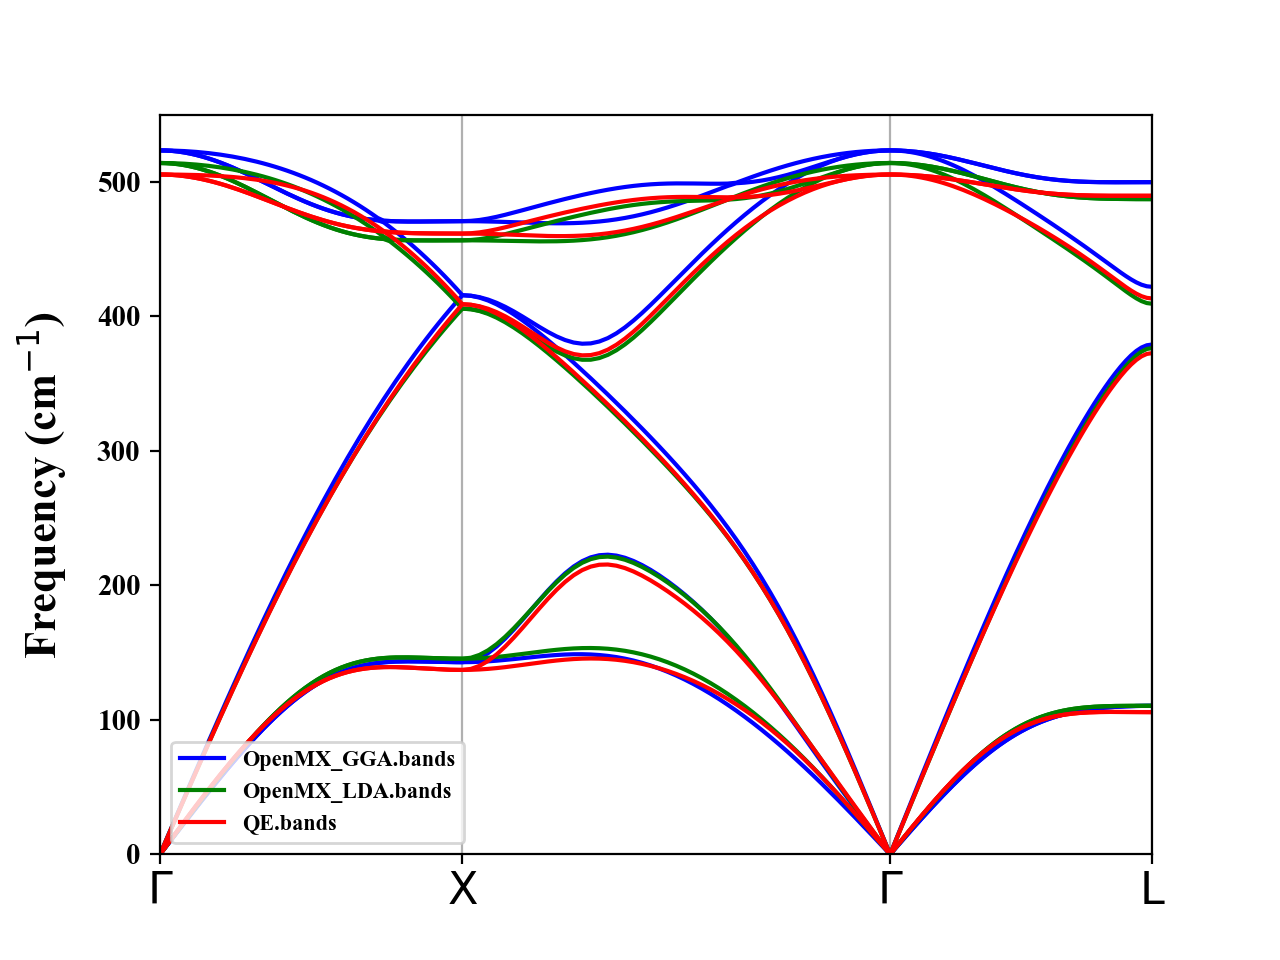 Frequency (cm⁻¹)
500
400
300
200
100
0
OpenMX_GGA.bands
OpenMX_LDA.bands
QE.bands
Γ X Γ L